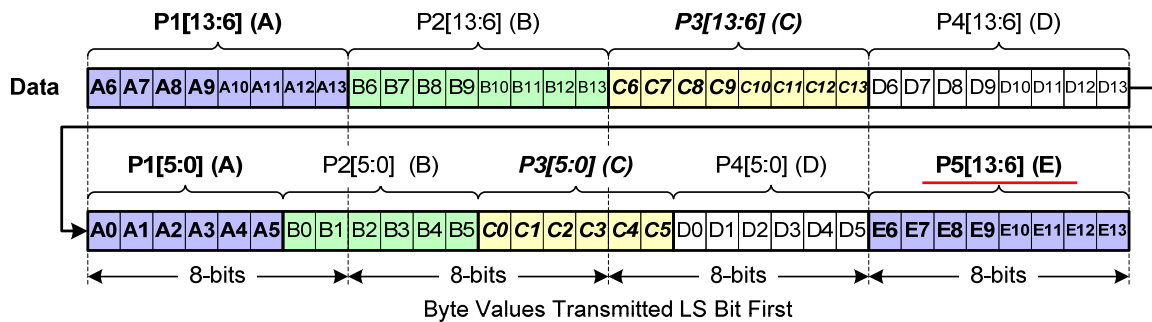 P1[13:6] (A) P2[13:6] (B) P3[13:6] (C) P4[13:6] (D)
Data A6 A7 A8 A9 A10 A11 A12 A13 B6 B7 B8 B9 B10 B11 B12 B13 C6 C7 C8 C9 C10 C11 C12 C13 D6 D7 D8 D9 D10 D11 D12 D13
P1[5:0] (A) P2[5:0] (B) P3[5:0] (C) P4[5:0] (D) P5[13:6] (E)
A0 A1 A2 A3 A4 A5 B0 B1 B2 B3 B4 B5 C0 C1 C2 C3 C4 C5 D0 D1 D2 D3 D4 D5 E6 E7 E8 E9 E10 E11 E12 E13
8-bits 8-bits 8-bits 8-bits
Byte Values Transmitted LS Bit First